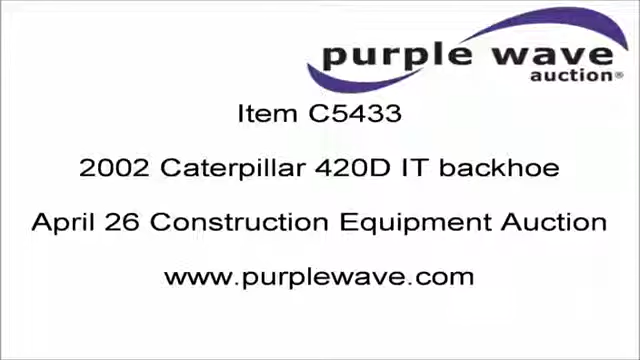 purple wave
auction®
Item C5433
2002 Caterpillar 420D IT backhoe
April 26 Construction Equipment Auction
www.purplewave.com